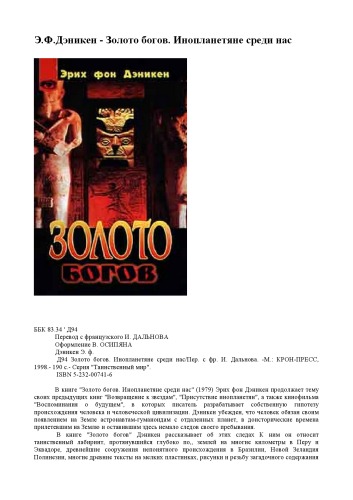 Э.Ф.Дэникен - Золото богов. Инопланетяне среди нас
Эрих фон Дэникен
ЗОЛОТО
БОГОВ
ББК 83.34 ' Д94
Перевод с французского И. ДАЛЬНОВА
Оформление В. ОСИПЯНА
Дэникен Э. ф.
Д94 Золото богов. Инопланетяне среди нас/Пер. с фр. И. Дальнова. -М.: КРОН-ПРЕСС,
1998.- 190 с.- Серия "Таинственный мир".
ISBN 5-232-00741-6
В книге "Золото богов. Инопланетяне среди нас" (1979) Эрих фон Дэникен продолжает тему
своих предыдущих книг "Возвращение к звездам", "Присутствие инопланетян", а также кинофильма
"Воспоминания о будущем", в которых писатель разрабатывает собственную гипотезу
происхождения человека и человеческой цивилизации. Дэникен убежден, что человек обязан своим
появлением на Земле астронавтам-гуманоидам с отдаленных планет, в доисторические времена
прилетавшим на Землю и оставившим здесь немало следов своего пребывания.
В книге "Золото богов" Дэникен рассказывает об этих следах К ним он относит
таинственный лабиринт, протянувшийся глубоко по, землей на многие километры в Перу и
Эквадоре, древнейшие сооружения непонятного происхождения в Бразилии, Новой Зеландии
Полинезии, многие древние тексты на мелких пластинках, рисунки и резьбу загадочного содержания